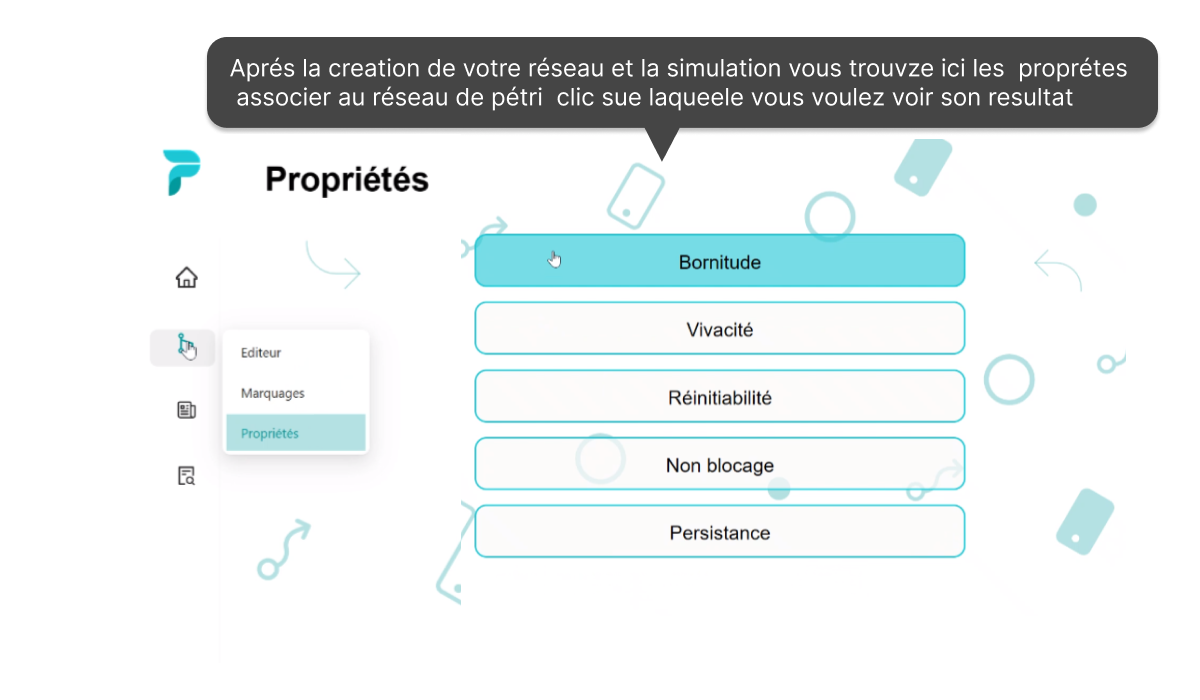 Aprés la creation de votre réseau et la simulation vous trouvze ici les proprétes
associer au réseau de pétri clic sue laqueele vous voulez voir son resultat
Propriétés
Bornitude
Vivacité
Editeur
Marquages
Réinitiabilité
Propriétés
Non blocage
Persistance